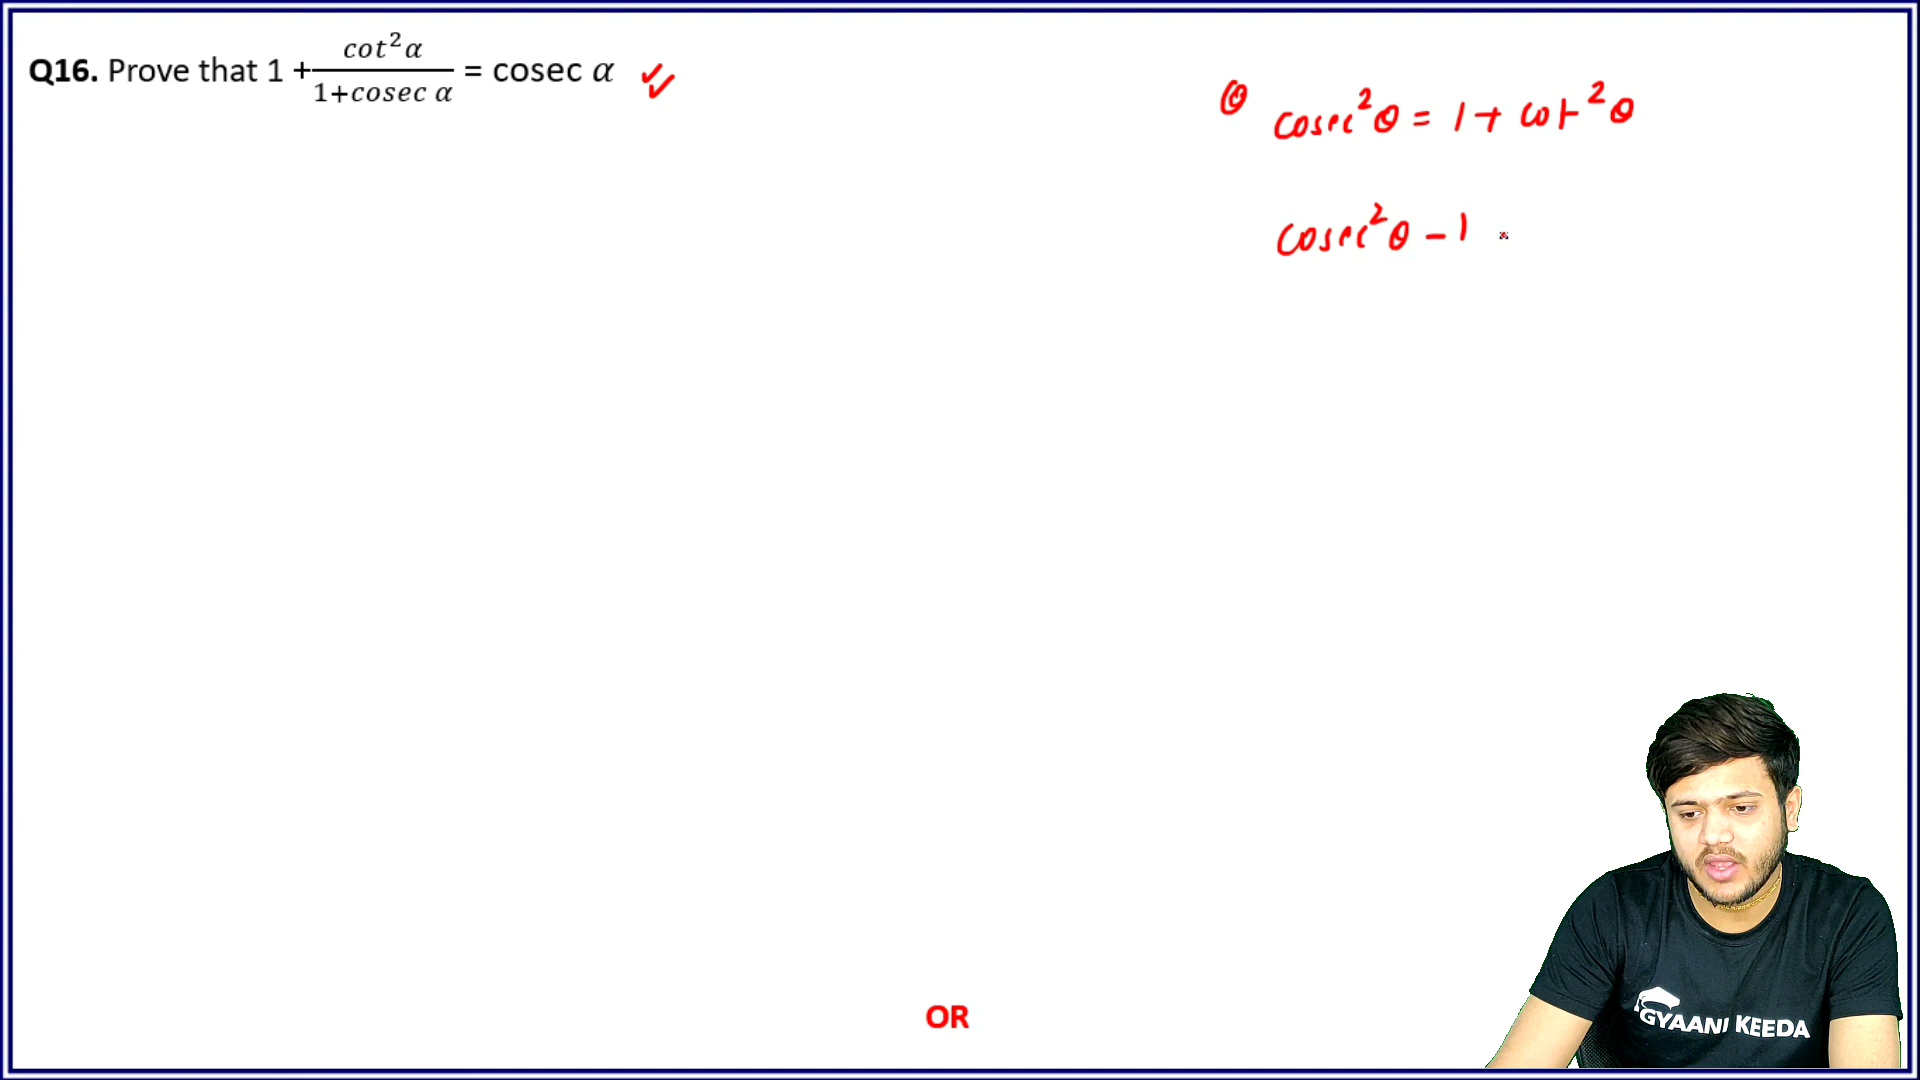 Q16. Prove that 1 + cot²α / 1+cosec α = cosec α
cosec²θ = 1 + cot²θ
cosec²θ - 1
OR
GYAANI KEEDA